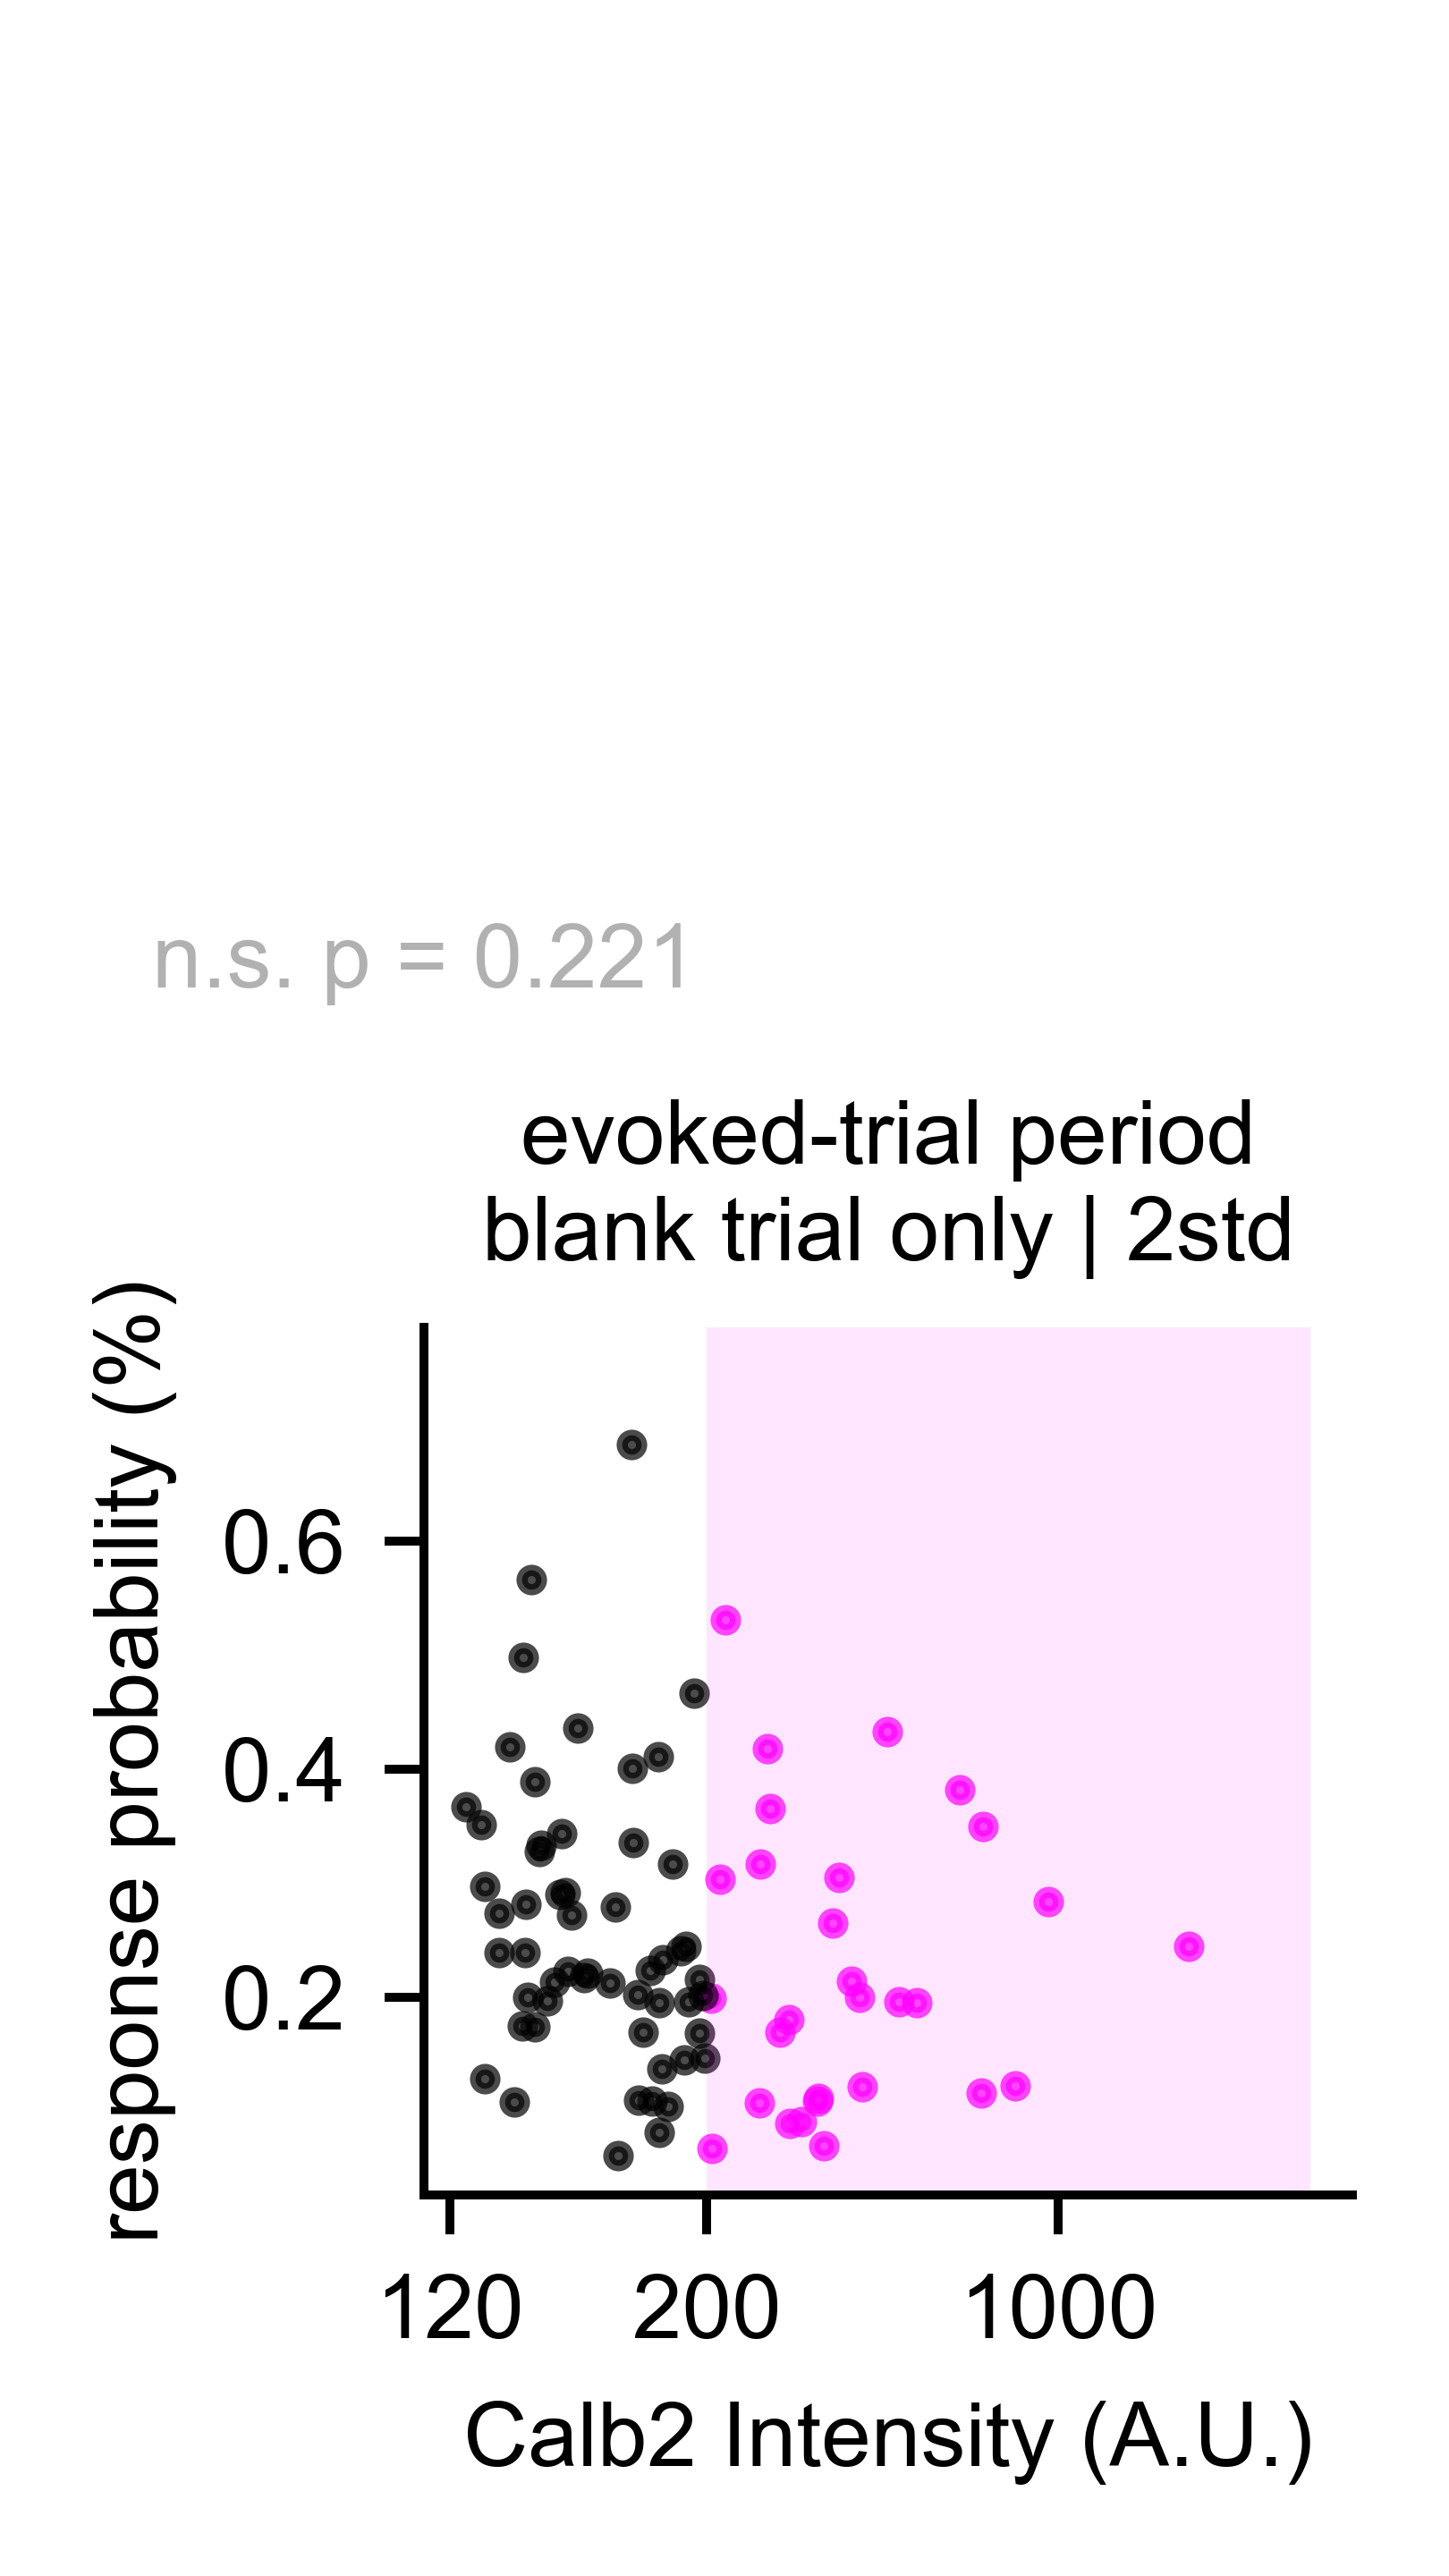 n.s. p = 0.221
evoked-trial period
blank trial only | 2std
response probability (%)
0.6
0.4
0.2
120 200 1000
Calb2 Intensity (A.U.)